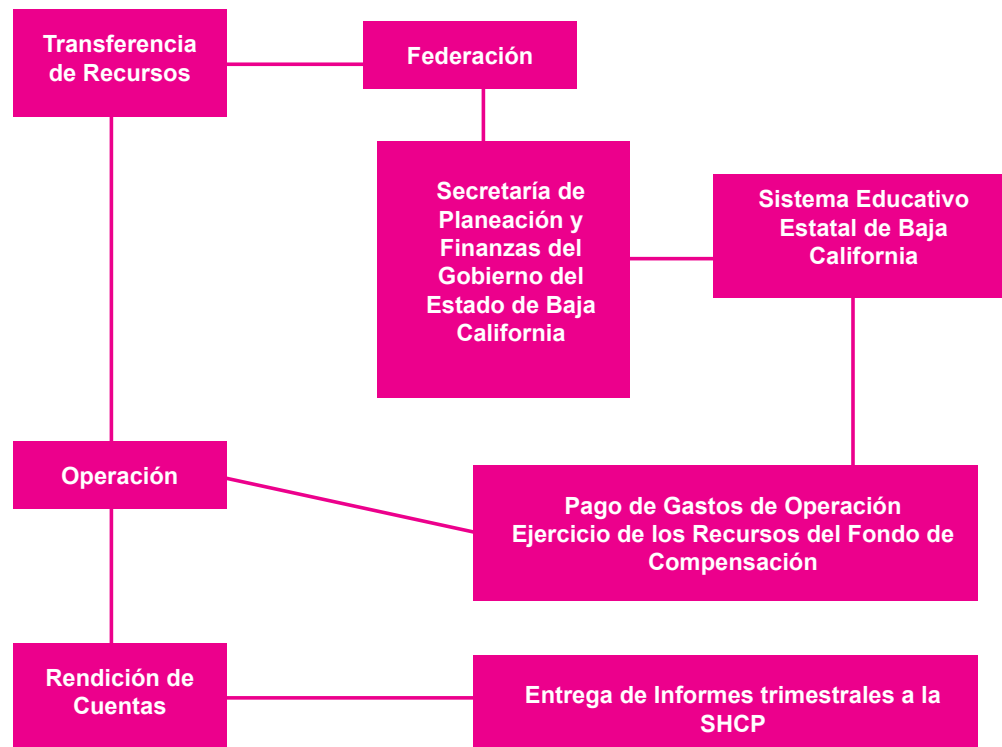 Transferencia
de Recursos
Federación
Secretaría de
Planeación y
Finanzas del
Gobierno del
Estado de Baja
California
Sistema Educativo
Estatal de Baja
California
Operación
Pago de Gastos de Operación
Ejercicio de los Recursos del Fondo de
Compensación
Rendición de
Cuentas
Entrega de Informes trimestrales a la
SHCP